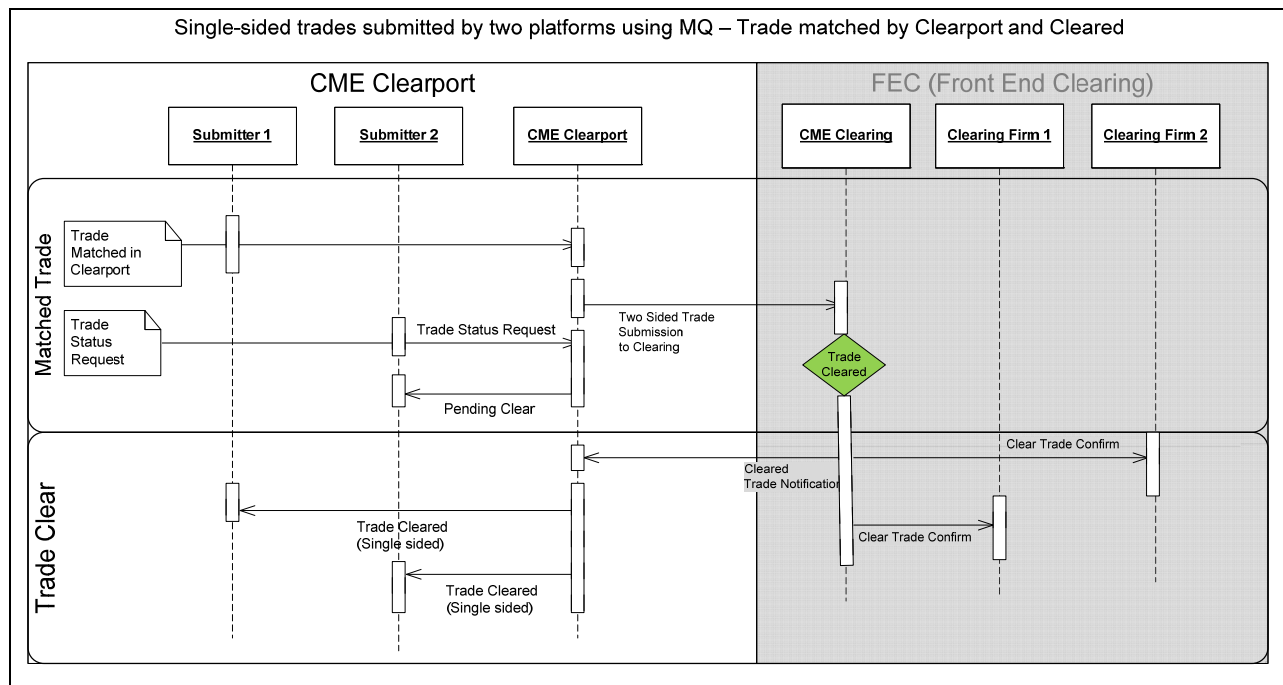 Single-sided trades submitted by two platforms using MQ – Trade matched by Clearport and Cleared
CME Clearport
FEC (Front End Clearing)
Submitter 1
Submitter 2
CME Clearport
CME Clearing
Clearing Firm 1
Clearing Firm 2
Matched Trade
Trade
Matched in
Clearport
Trade
Status
Request
Trade Status Request
Two Sided Trade
Submission
to Clearing
Trade
Cleared
Pending Clear
Trade Clear
Clear Trade Confirm
Cleared
Trade Notification
Trade Cleared
(Single sided)
Clear Trade Confirm
Trade Cleared
(Single sided)